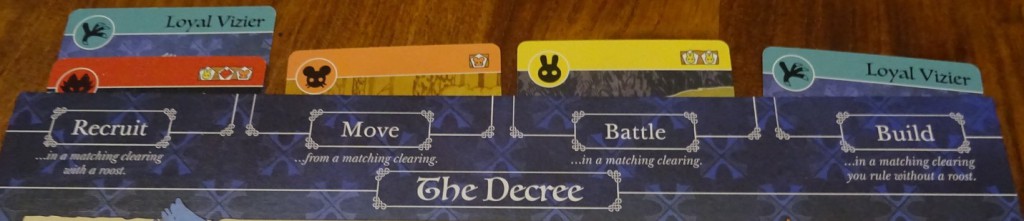 Loyal Vizier
Loyal Vizier
Recruit
...in a matching clearing
with a roost.
Move
...from a matching clearing.
Battle
...in a matching clearing.
Build
...in a matching clearing
you rule without a roost.
The Decree